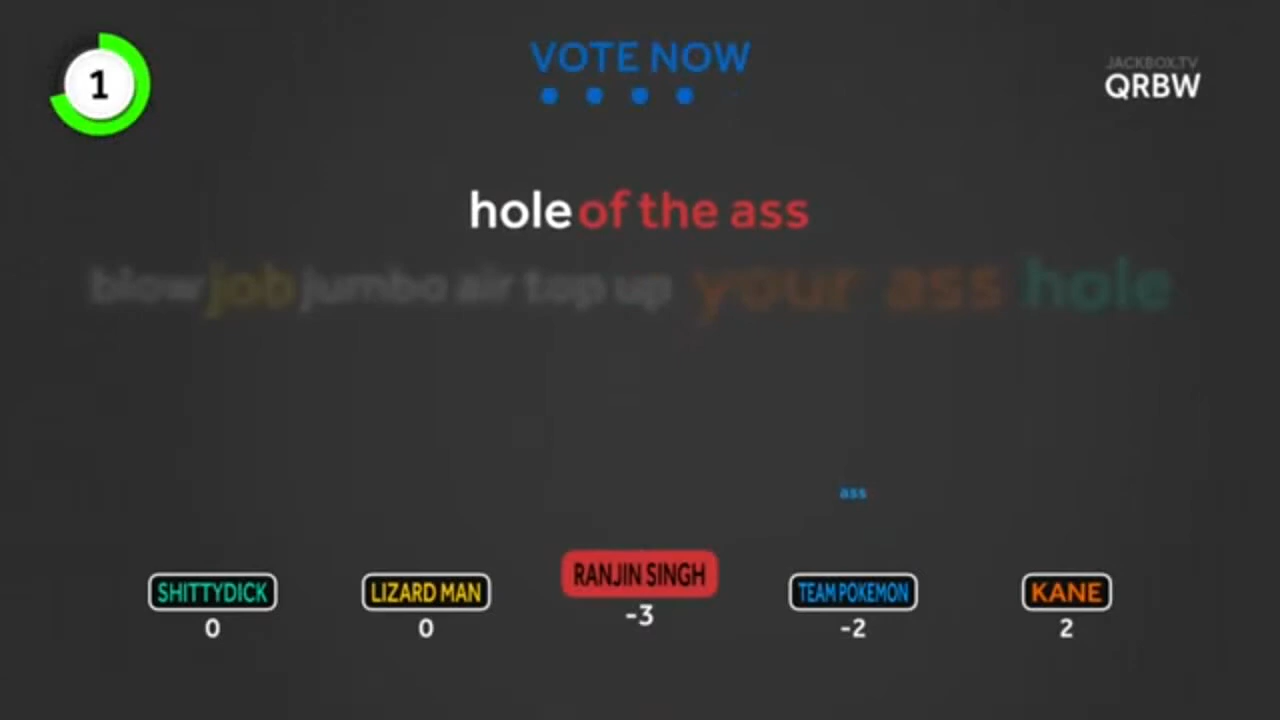 1
VOTE NOW
JACKBOX.TV
QRBW
hole of the ass
blow job jumbo air top up your ass hole
ass
SHITTYDICK
LIZARD MAN
RANJIN SINGH
TEAM POKEMON
KANE
0
0
-3
-2
2